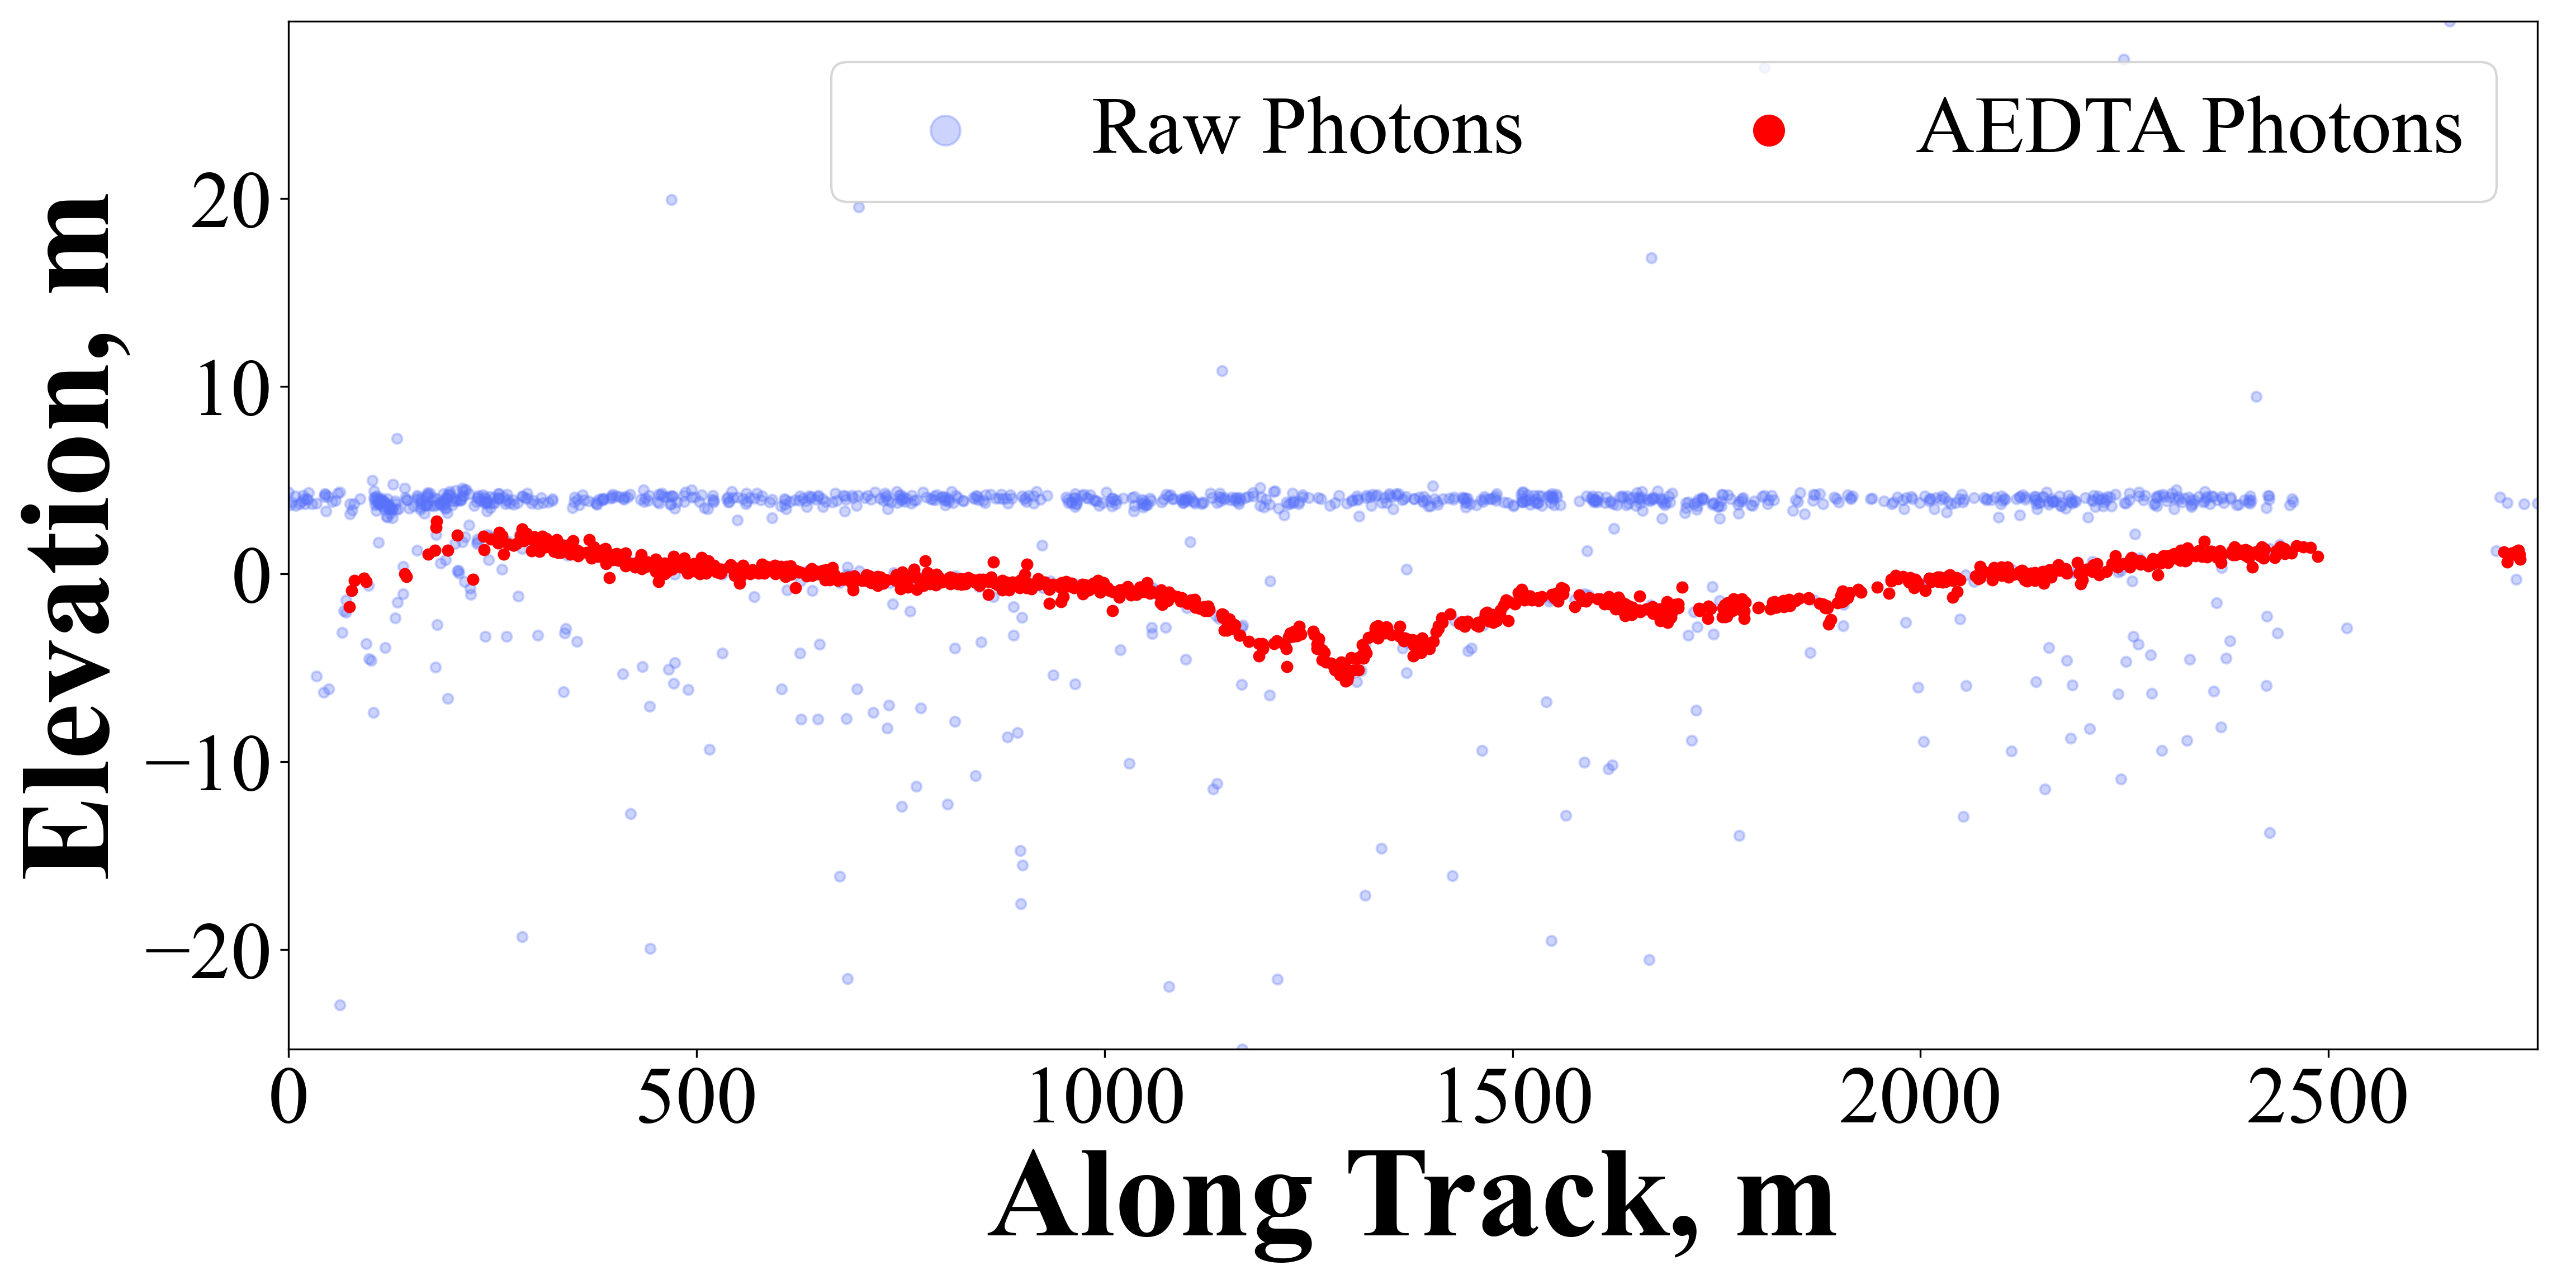 Raw Photons
AEDTA Photons
20
10
0
−10
−20
Elevation, m
0
500
1000
1500
2000
2500
Along Track, m